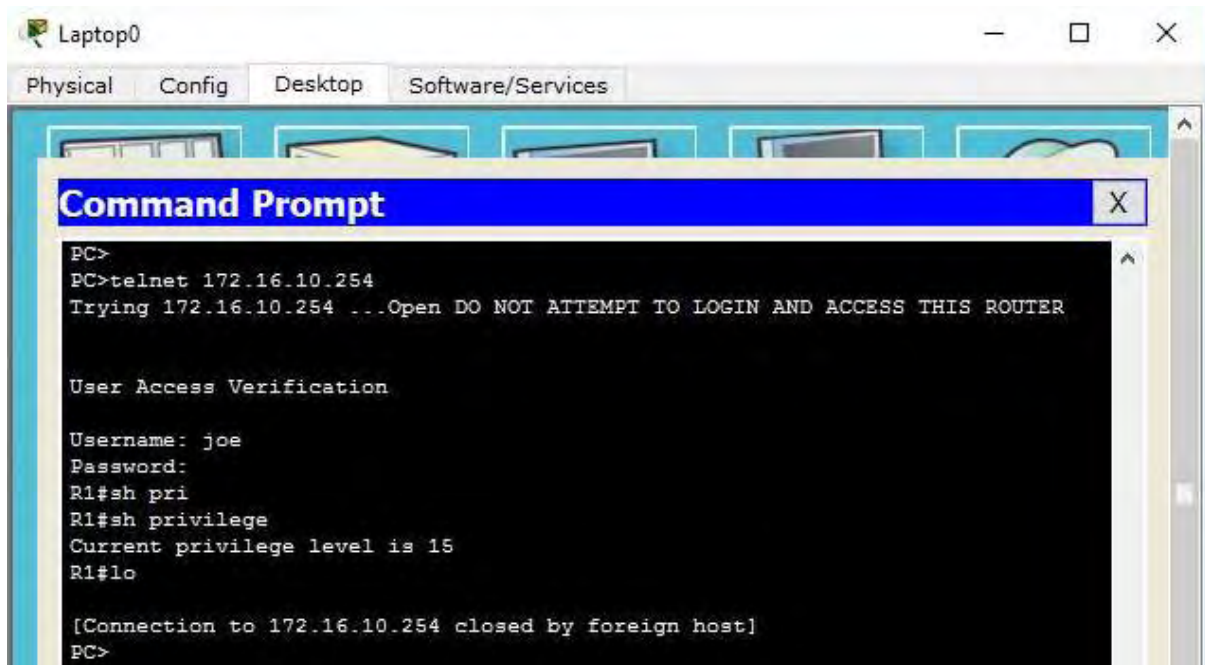 Laptop0
Physical Config Desktop Software/Services
Command Prompt X
PC>
PC>telnet 172.16.10.254
Trying 172.16.10.254 ...Open DO NOT ATTEMPT TO LOGIN AND ACCESS THIS ROUTER
User Access Verification
Username: joe
Password:
R1#sh pri
R1#sh privilege
Current privilege level is 15
R1#lo
[Connection to 172.16.10.254 closed by foreign host]
PC>